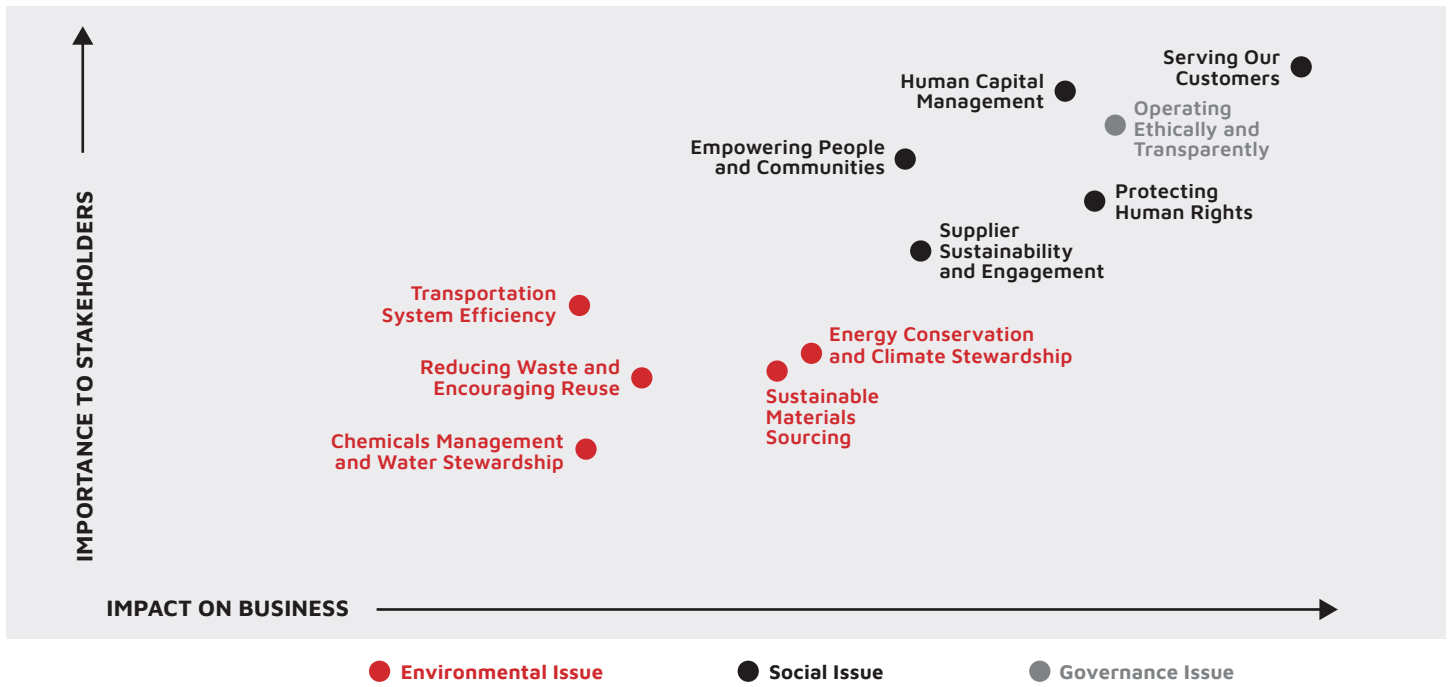 Serving Our
Customers
Human Capital
Management
Operating
Ethically and
Transparently
Empowering People
and Communities
Protecting
Human Rights
Supplier
Sustainability
and Engagement
Transportation
System Efficiency
Energy Conservation
and Climate Stewardship
Reducing Waste and
Encouraging Reuse
Sustainable
Materials
Sourcing
Chemicals Management
and Water Stewardship
IMPORTANCE TO STAKEHOLDERS
IMPACT ON BUSINESS
Environmental Issue
Social Issue
Governance Issue